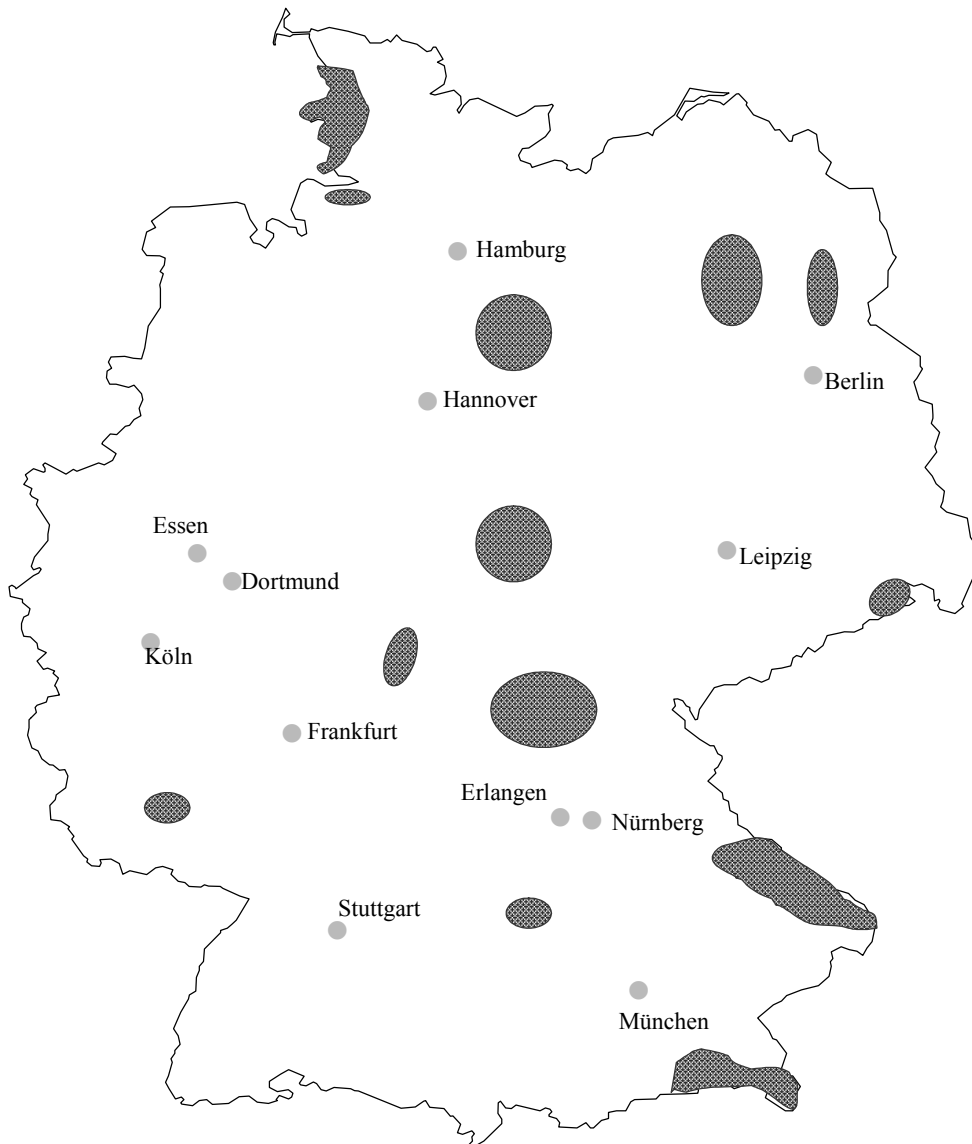 Hamburg
Berlin
Hannover
Essen
Leipzig
Dortmund
Köln
Frankfurt
Erlangen
Nürnberg
Stuttgart
München